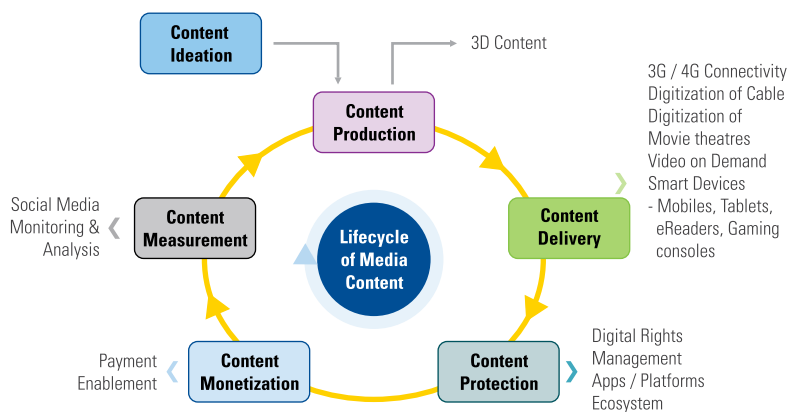 Content
Ideation
3D Content
Content
Production
3G / 4G Connectivity
Digitization of Cable
Digitization of
Movie theatres
Video on Demand
Smart Devices
- Mobiles, Tablets,
eReaders, Gaming
consoles
Content
Delivery
Social Media
Monitoring &
Analysis
Content
Measurement
Lifecycle
of Media
Content
Payment
Enablement
Content
Monetization
Content
Protection
Digital Rights
Management
Apps / Platforms
Ecosystem